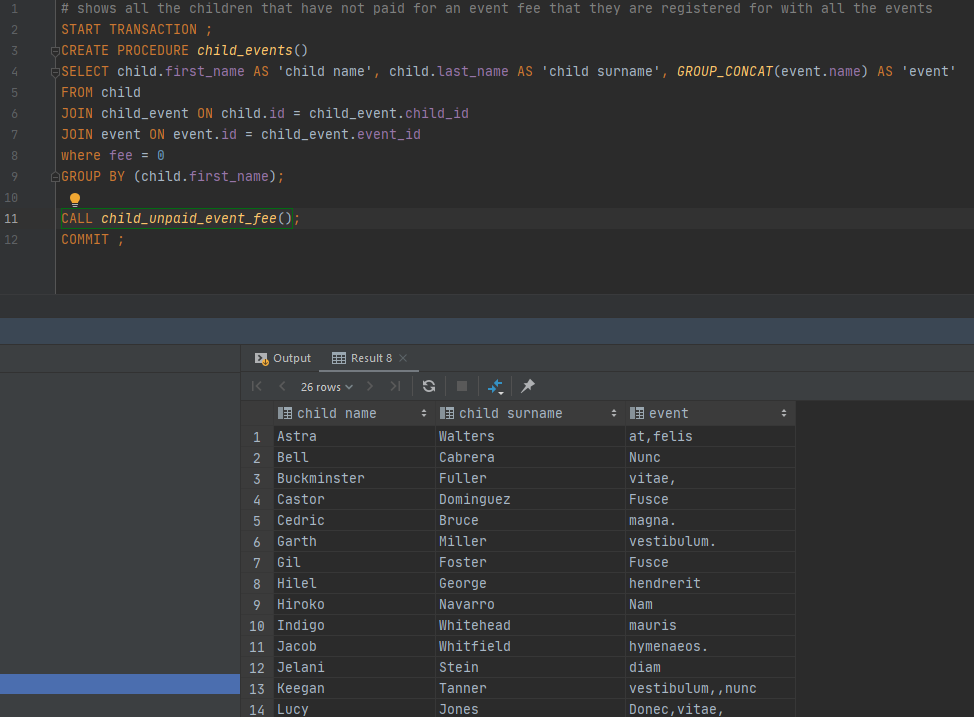 1 # shows all the children that have not paid for an event fee that they are registered for with all the events
2 START TRANSACTION ;
3 CREATE PROCEDURE child_events()
4 SELECT child.first_name AS 'child name', child.last_name AS 'child surname', GROUP_CONCAT(event.name) AS 'event'
5 FROM child
6 JOIN child_event ON child.id = child_event.child_id
7 JOIN event ON event.id = child_event.event_id
8 where fee = 0
9 GROUP BY (child.first_name);
10
11 CALL child_unpaid_event_fee();
12 COMMIT ;
Output Result 8
26 rows
child name child surname event
1 Astra Walters at,felis
2 Bell Cabrera Nunc
3 Buckminster Fuller vitae,
4 Castor Dominguez Fusce
5 Cedric Bruce magna.
6 Garth Miller vestibulum.
7 Gil Foster Fusce
8 Hilel George hendrerit
9 Hiroko Navarro Nam
10 Indigo Whitehead mauris
11 Jacob Whitfield hymenaeos.
12 Jelani Stein diam
13 Keegan Tanner vestibulum,,nunc
14 Lucy Jones Donec,vitae,